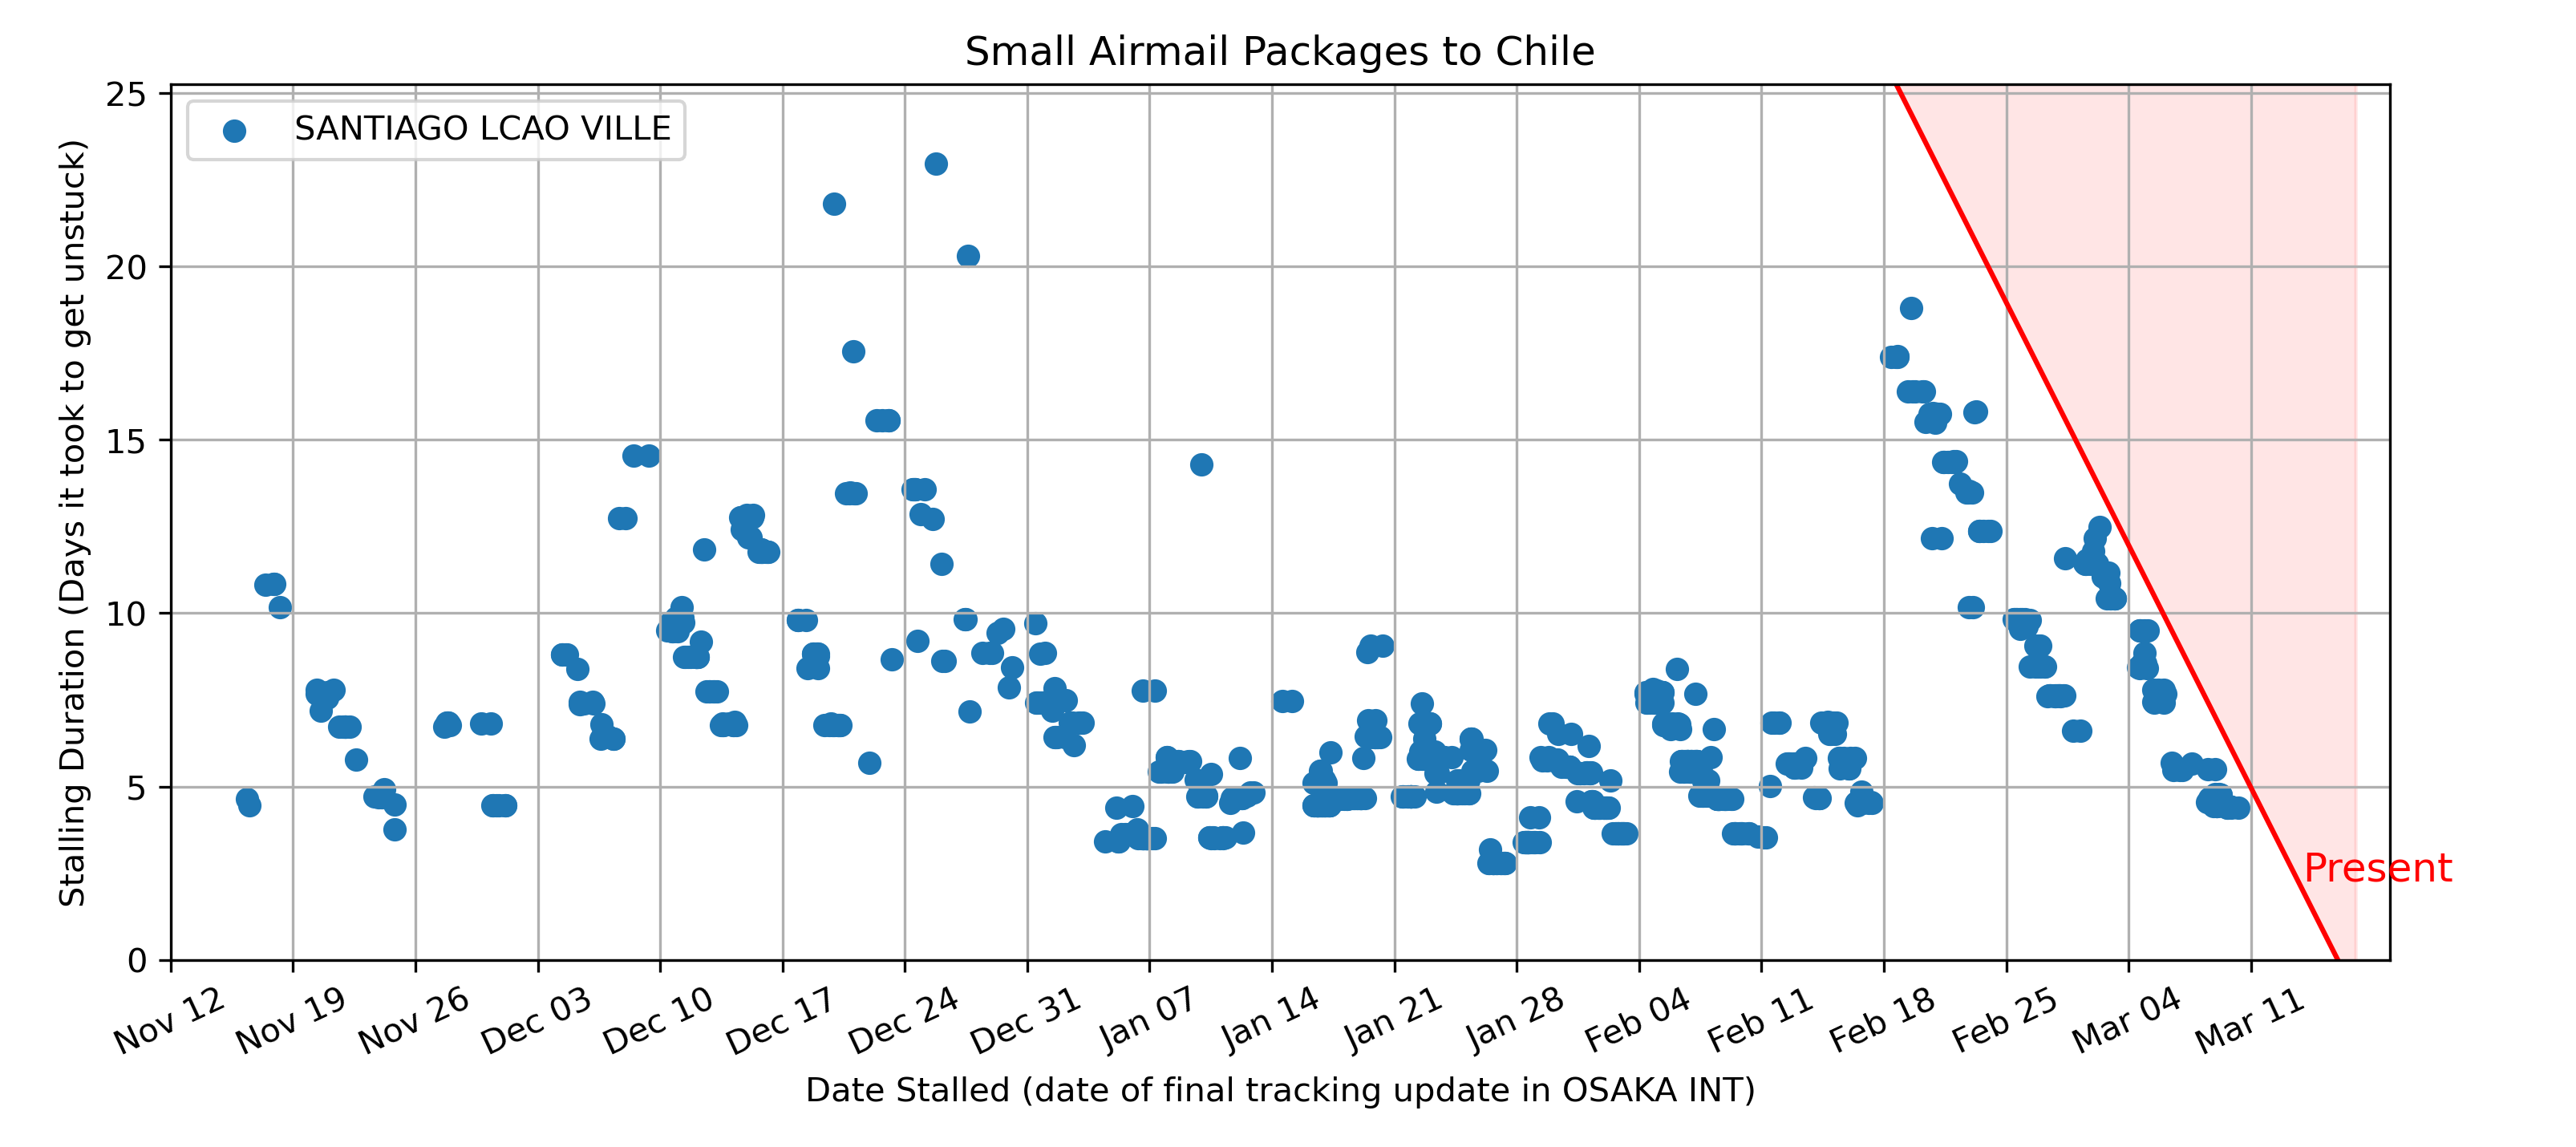 Small Airmail Packages to Chile
SANTIAGO LCAO VILLE
Stalling Duration (Days it took to get unstuck)
25
20
15
10
5
0
Present
Nov 12
Nov 19
Nov 26
Dec 03
Dec 10
Dec 17
Dec 24
Dec 31
Jan 07
Jan 14
Jan 21
Jan 28
Feb 04
Feb 11
Feb 18
Feb 25
Mar 04
Mar 11
Date Stalled (date of final tracking update in OSAKA INT)